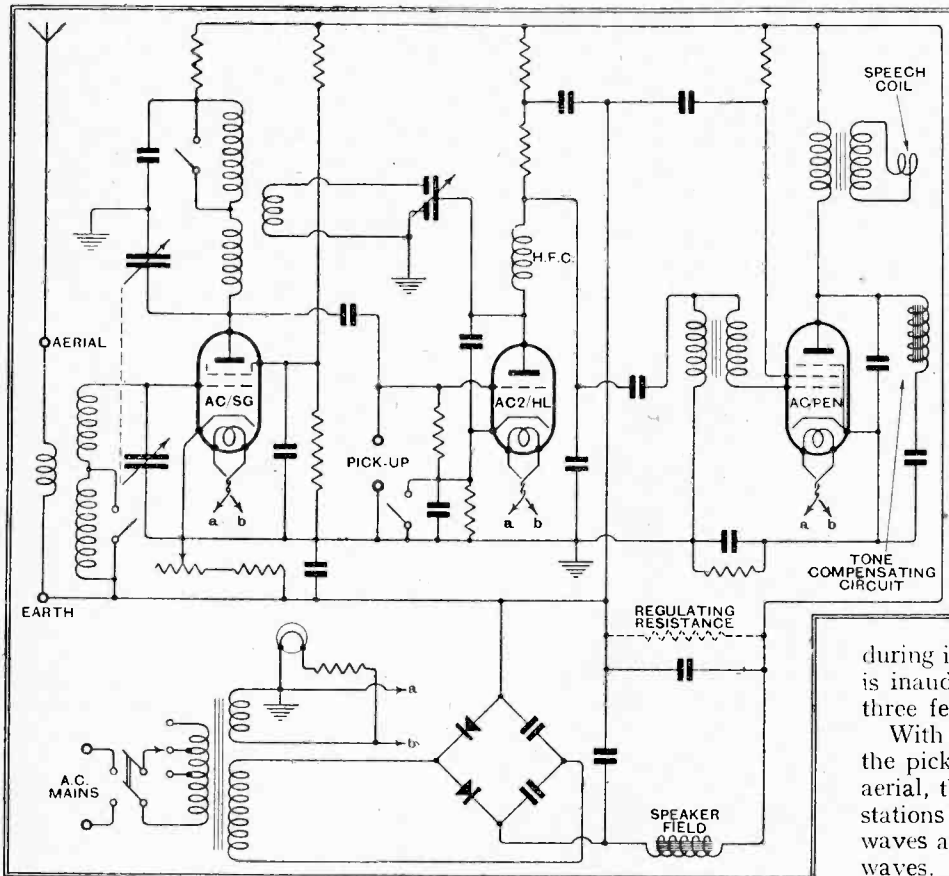 SPEECH
COIL
H.F.C.
AERIAL
AC/SG
AC2/HL
AC/PEN
PICK-UP
a b
a b
a b
EARTH
TONE
COMPENSATING
CIRCUIT
REGULATING
RESISTANCE
a
b
A.C.
MAINS
SPEAKER
FIELD
during i
is inaud
three fe
With
the pick
aerial, t
stations
waves a
waves.